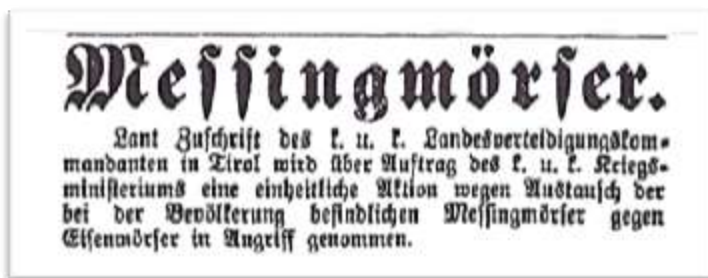 Messingmörser.
Laut Zuschrift des k. u. k. Landesverteidigungskom-
mandanten in Tirol wird über Auftrag des k. u. k. Kriegs-
ministeriums eine einheitliche Aktion wegen Austausch der
bei der Bevölkerung befindlichen Messingmörser gegen
Eisenmörser in Angriff genommen.